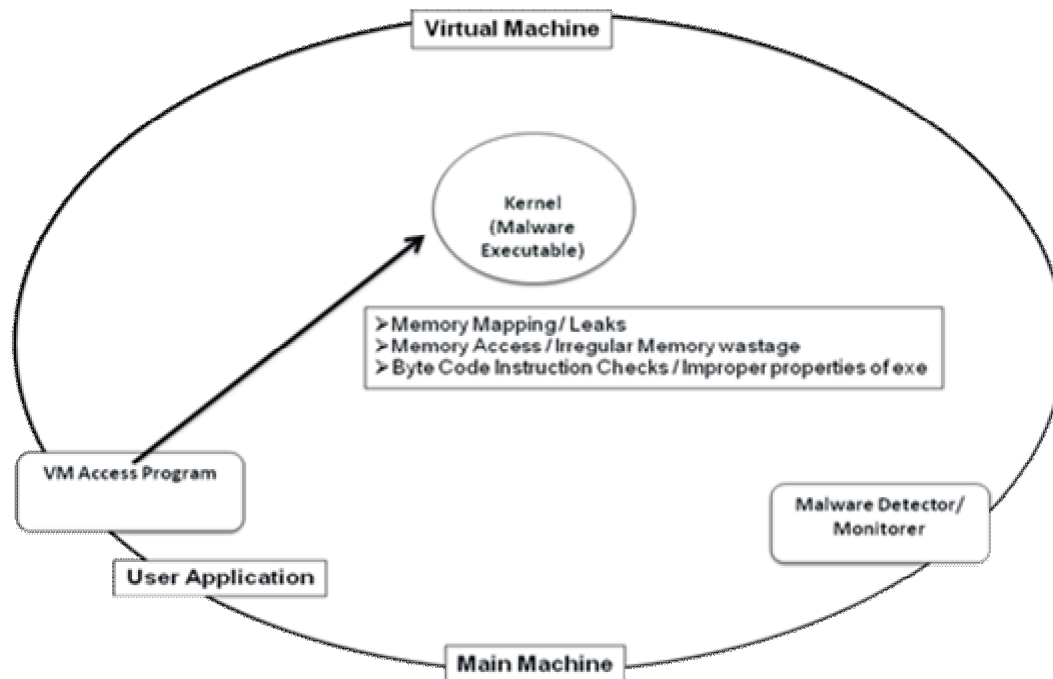 Virtual Machine
Kernel
(Malware
Executable)
➢Memory Mapping / Leaks
➢Memory Access / Irregular Memory wastage
➢Byte Code Instruction Checks / Improper properties of exe
VM Access Program
Malware Detector/
Monitorer
User Application
Main Machine